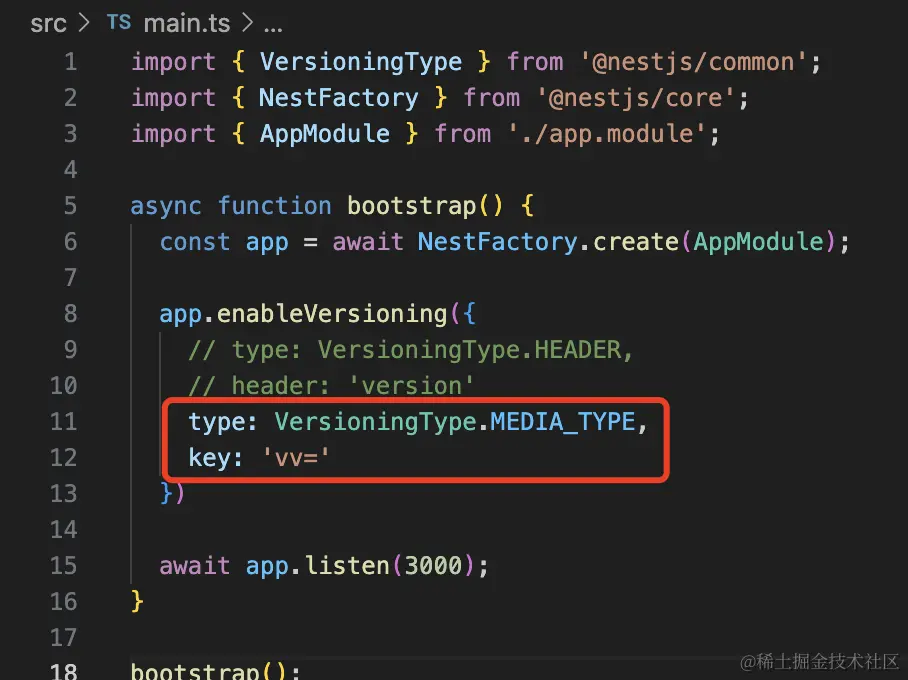 src > TS main.ts > ...
1 import { VersioningType } from '@nestjs/common';
2 import { NestFactory } from '@nestjs/core';
3 import { AppModule } from './app.module';
4
5 async function bootstrap() {
6   const app = await NestFactory.create(AppModule);
7
8   app.enableVersioning({
9     // type: VersioningType.HEADER,
10     // header: 'version'
11     type: VersioningType.MEDIA_TYPE,
12     key: 'vv='
13   })
14
15   await app.listen(3000);
16 }
17
18 bootstrap();
@稀土掘金技术社区